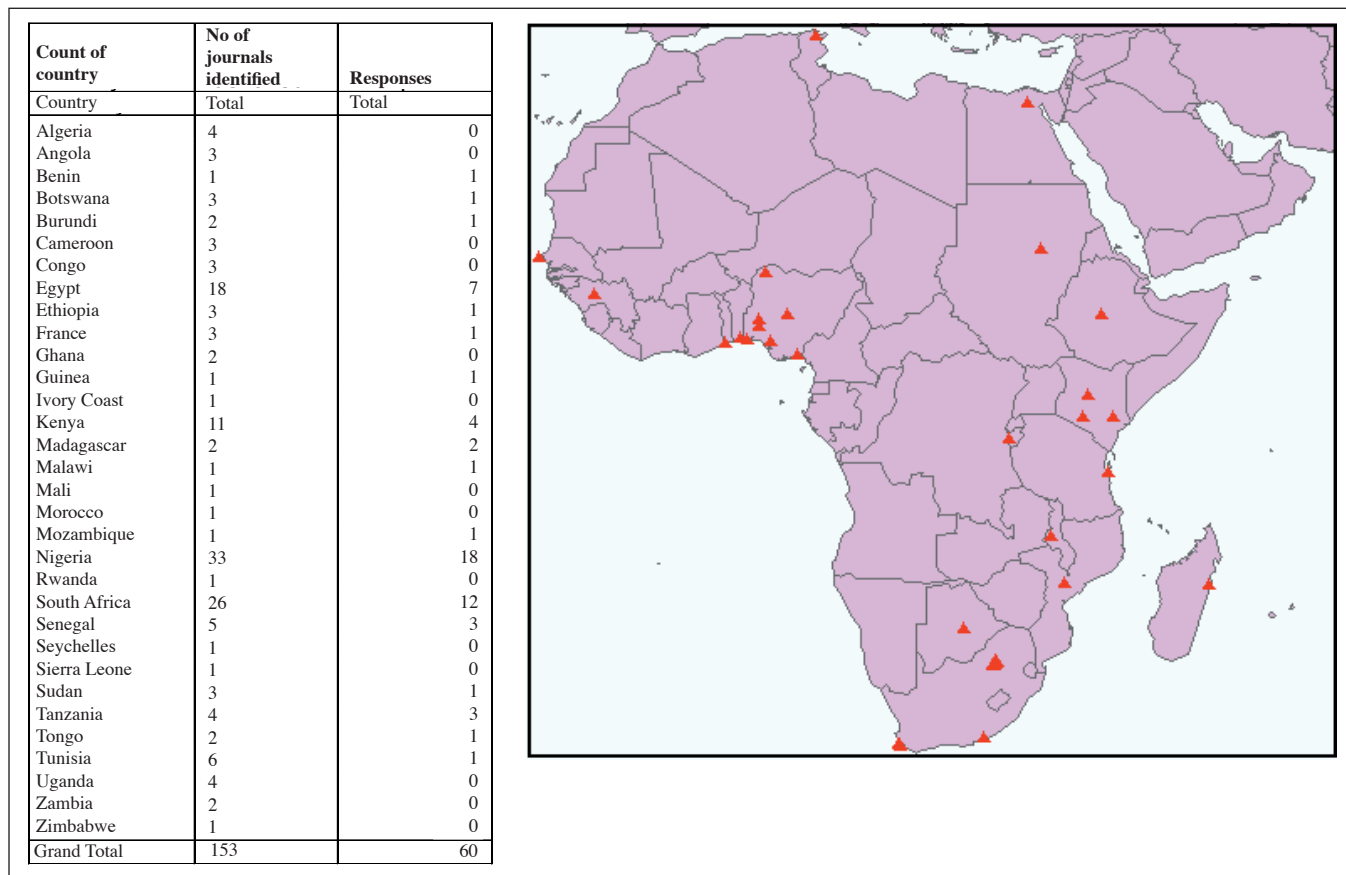 Count of country | No of journals identified | Responses
Country | Total | Total
Algeria | 4 | 0
Angola | 3 | 0
Benin | 1 | 1
Botswana | 3 | 1
Burundi | 2 | 1
Cameroon | 3 | 0
Congo | 3 | 0
Egypt | 18 | 7
Ethiopia | 3 | 1
France | 3 | 1
Ghana | 2 | 0
Guinea | 1 | 1
Ivory Coast | 1 | 0
Kenya | 11 | 4
Madagascar | 2 | 2
Malawi | 1 | 1
Mali | 1 | 0
Morocco | 1 | 0
Mozambique | 1 | 1
Nigeria | 33 | 18
Rwanda | 1 | 0
South Africa | 26 | 12
Senegal | 5 | 3
Seychelles | 1 | 0
Sierra Leone | 1 | 0
Sudan | 3 | 1
Tanzania | 4 | 3
Tongo | 2 | 1
Tunisia | 6 | 1
Uganda | 4 | 0
Zambia | 2 | 0
Zimbabwe | 1 | 0
Grand Total | 153 | 60